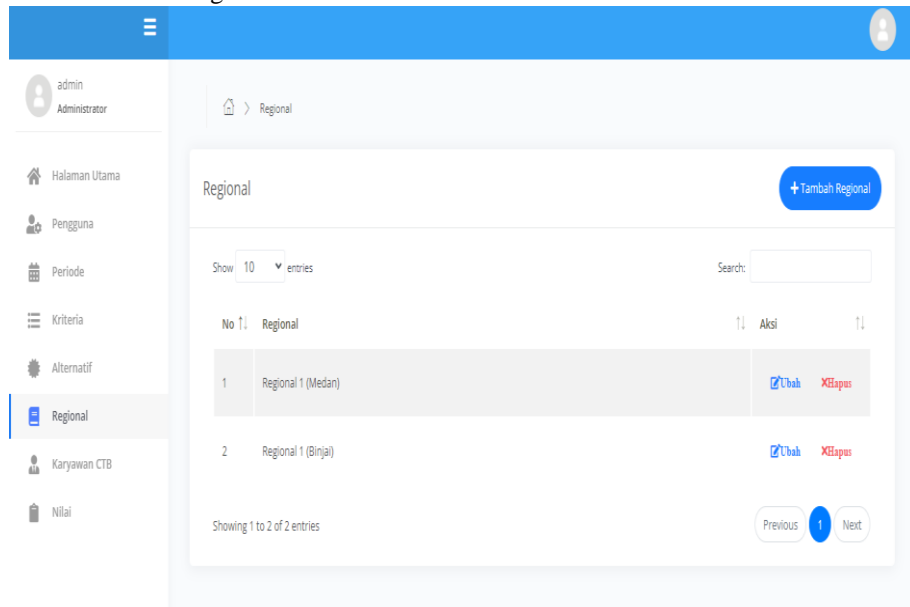 admin
Administrator
> Regional
Halaman Utama
Pengguna
Periode
Kriteria
Alternatif
Regional
Karyawan CTB
Nilai
Regional
+ Tambah Regional
Show 10 entries
Search:
No Regional Aksi
1 Regional 1 (Medan) Ubah Hapus
2 Regional 1 (Binjai) Ubah Hapus
Showing 1 to 2 of 2 entries
Previous 1 Next